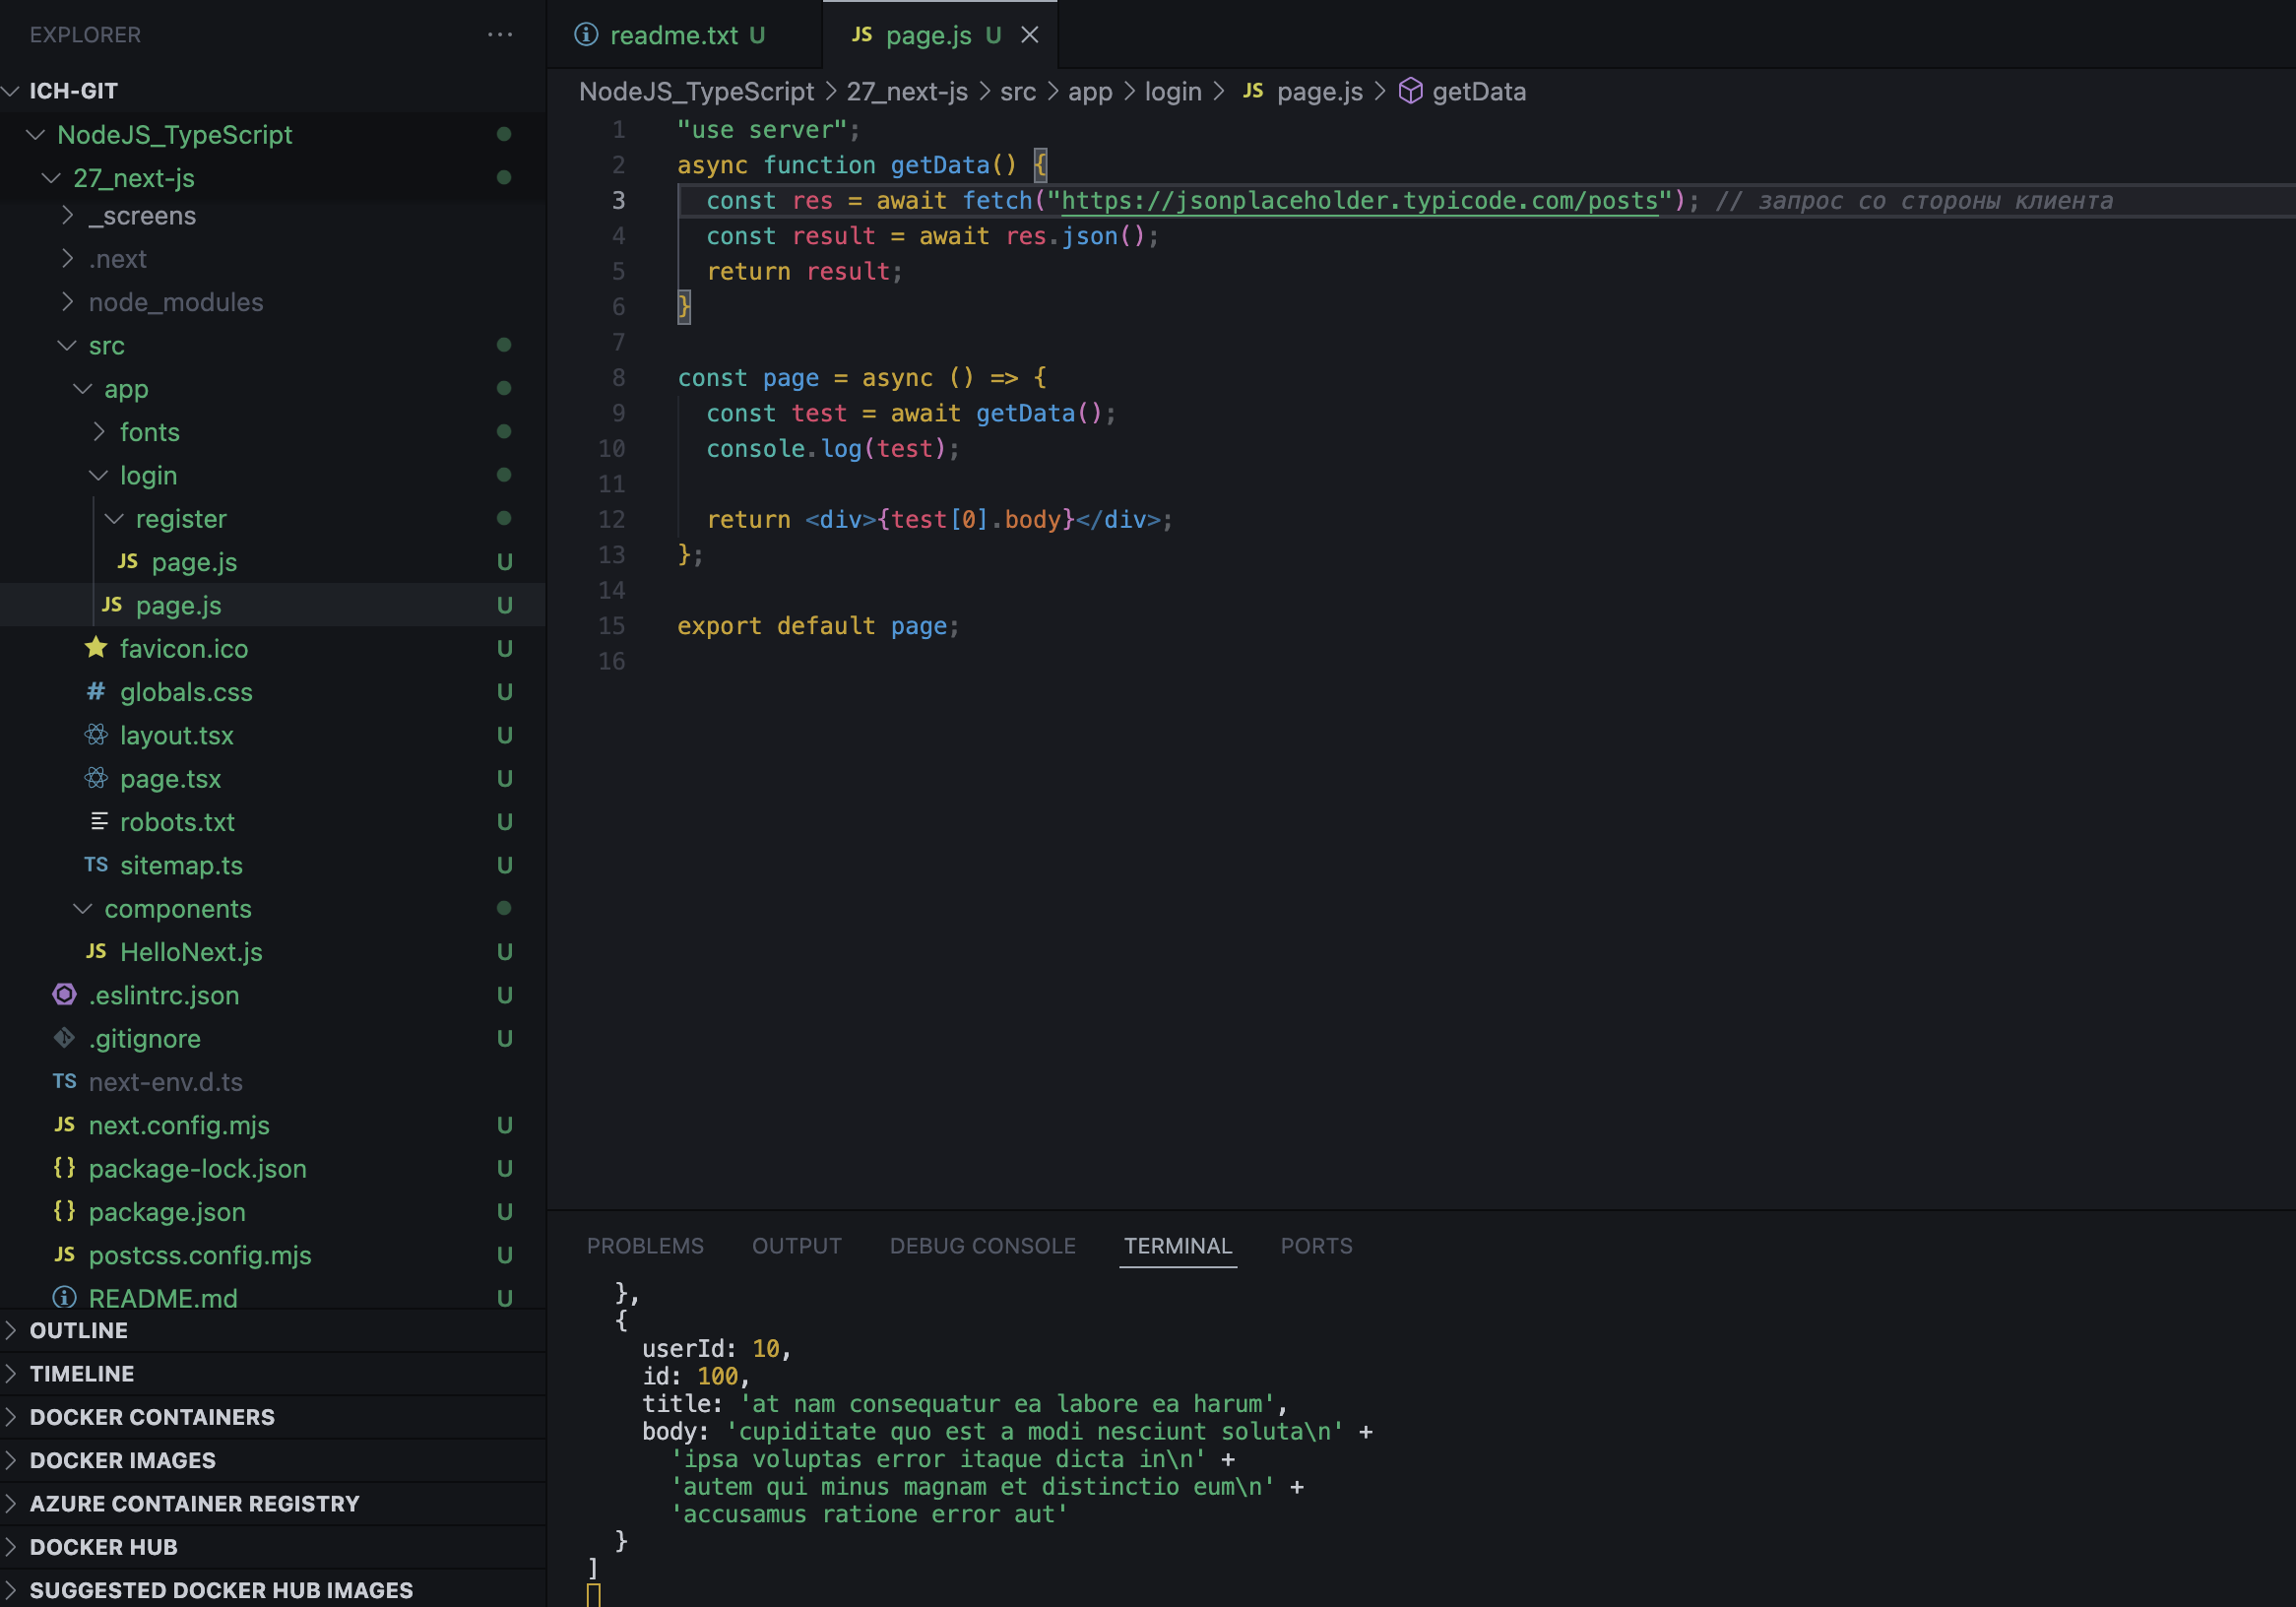 EXPLORER
ICH-GIT
NodeJS_TypeScript
27_next-js
_screens
.next
node_modules
src
app
fonts
login
register
JS page.js U
JS page.js U
favicon.ico U
# globals.css U
layout.tsx U
page.tsx U
robots.txt U
TS sitemap.ts U
components
JS HelloNext.js U
.eslintrc.json U
.gitignore U
TS next-env.d.ts
JS next.config.mjs U
{} package-lock.json U
{} package.json U
JS postcss.config.mjs U
README.md U
OUTLINE
TIMELINE
DOCKER CONTAINERS
DOCKER IMAGES
AZURE CONTAINER REGISTRY
DOCKER HUB
SUGGESTED DOCKER HUB IMAGES
readme.txt U
JS page.js U
NodeJS_TypeScript > 27_next-js > src > app > login > JS page.js > getData
1 "use server";
2 async function getData() {
3 const res = await fetch("https://jsonplaceholder.typicode.com/posts"); // запрос со стороны клиента
4 const result = await res.json();
5 return result;
6 }
7
8 const page = async () => {
9 const test = await getData();
10 console.log(test);
11
12 return <div>{test[0].body}</div>;
13 };
14
15 export default page;
16
PROBLEMS OUTPUT DEBUG CONSOLE TERMINAL PORTS
},
{
userId: 10,
id: 100,
title: 'at nam consequatur ea labore ea harum',
body: 'cupiditate quo est a modi nesciunt soluta\n' +
'ipsa voluptas error itaque dicta in\n' +
'autem qui minus magnam et distinctio eum\n' +
'accusamus ratione error aut'
}
]